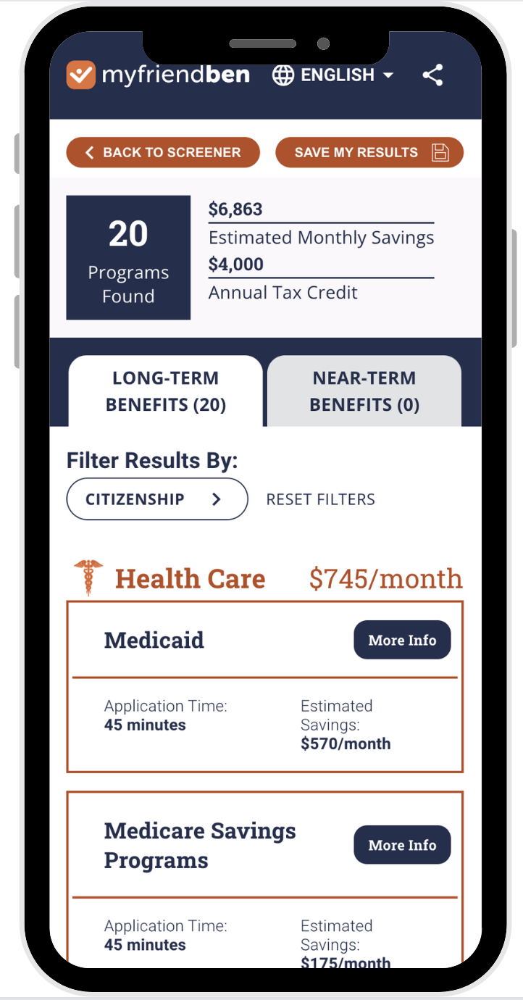 myfriendben ENGLISH
BACK TO SCREENER SAVE MY RESULTS
20
Programs
Found
$6,863
Estimated Monthly Savings
$4,000
Annual Tax Credit
LONG-TERM
BENEFITS (20)
NEAR-TERM
BENEFITS (0)
Filter Results By:
CITIZENSHIP RESET FILTERS
Health Care $745/month
Medicaid More Info
Application Time:
45 minutes
Estimated
Savings:
$570/month
Medicare Savings
Programs
More Info
Application Time:
45 minutes
Estimated
Savings:
$175/month